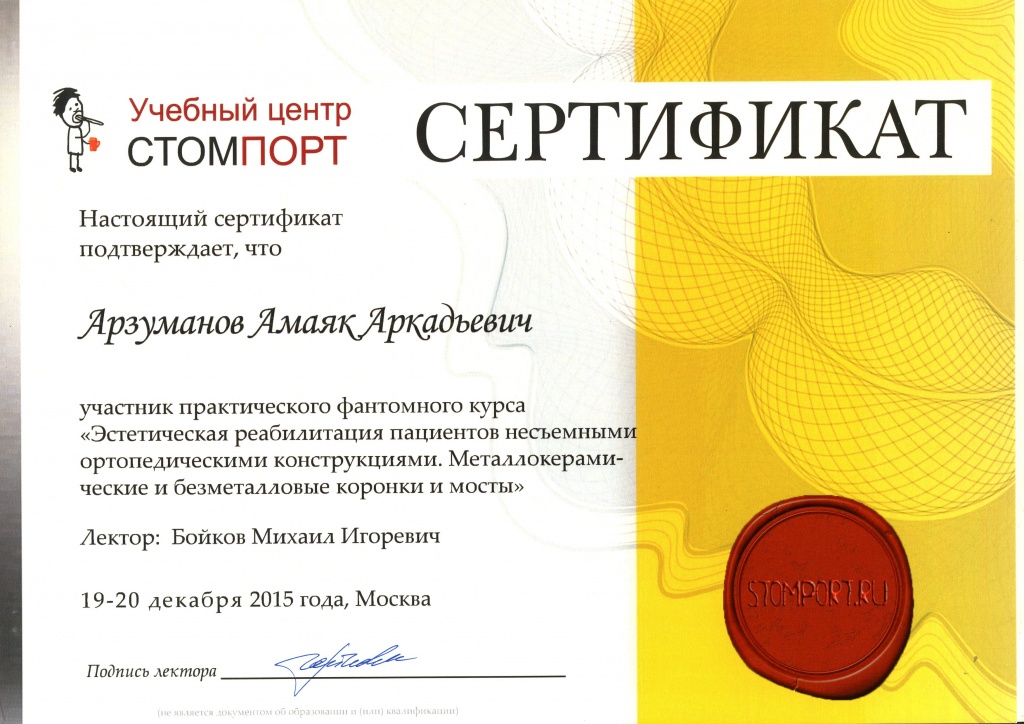 Учебный центр
СТОМПОРТ
СЕРТИФИКАТ
Настоящий сертификат
подтверждает, что
Арзуманов Амаяк Аркадьевич
участник практического фантомного курса
«Эстетическая реабилитация пациентов несъемными
ортопедическими конструкциями. Металлокерами-
ческие и безметалловые коронки и мосты»
Лектор: Бойков Михаил Игоревич
19-20 декабря 2015 года, Москва
STOMPORT.RU
Подпись лектора
(не является документом об образовании и (или) квалификации)